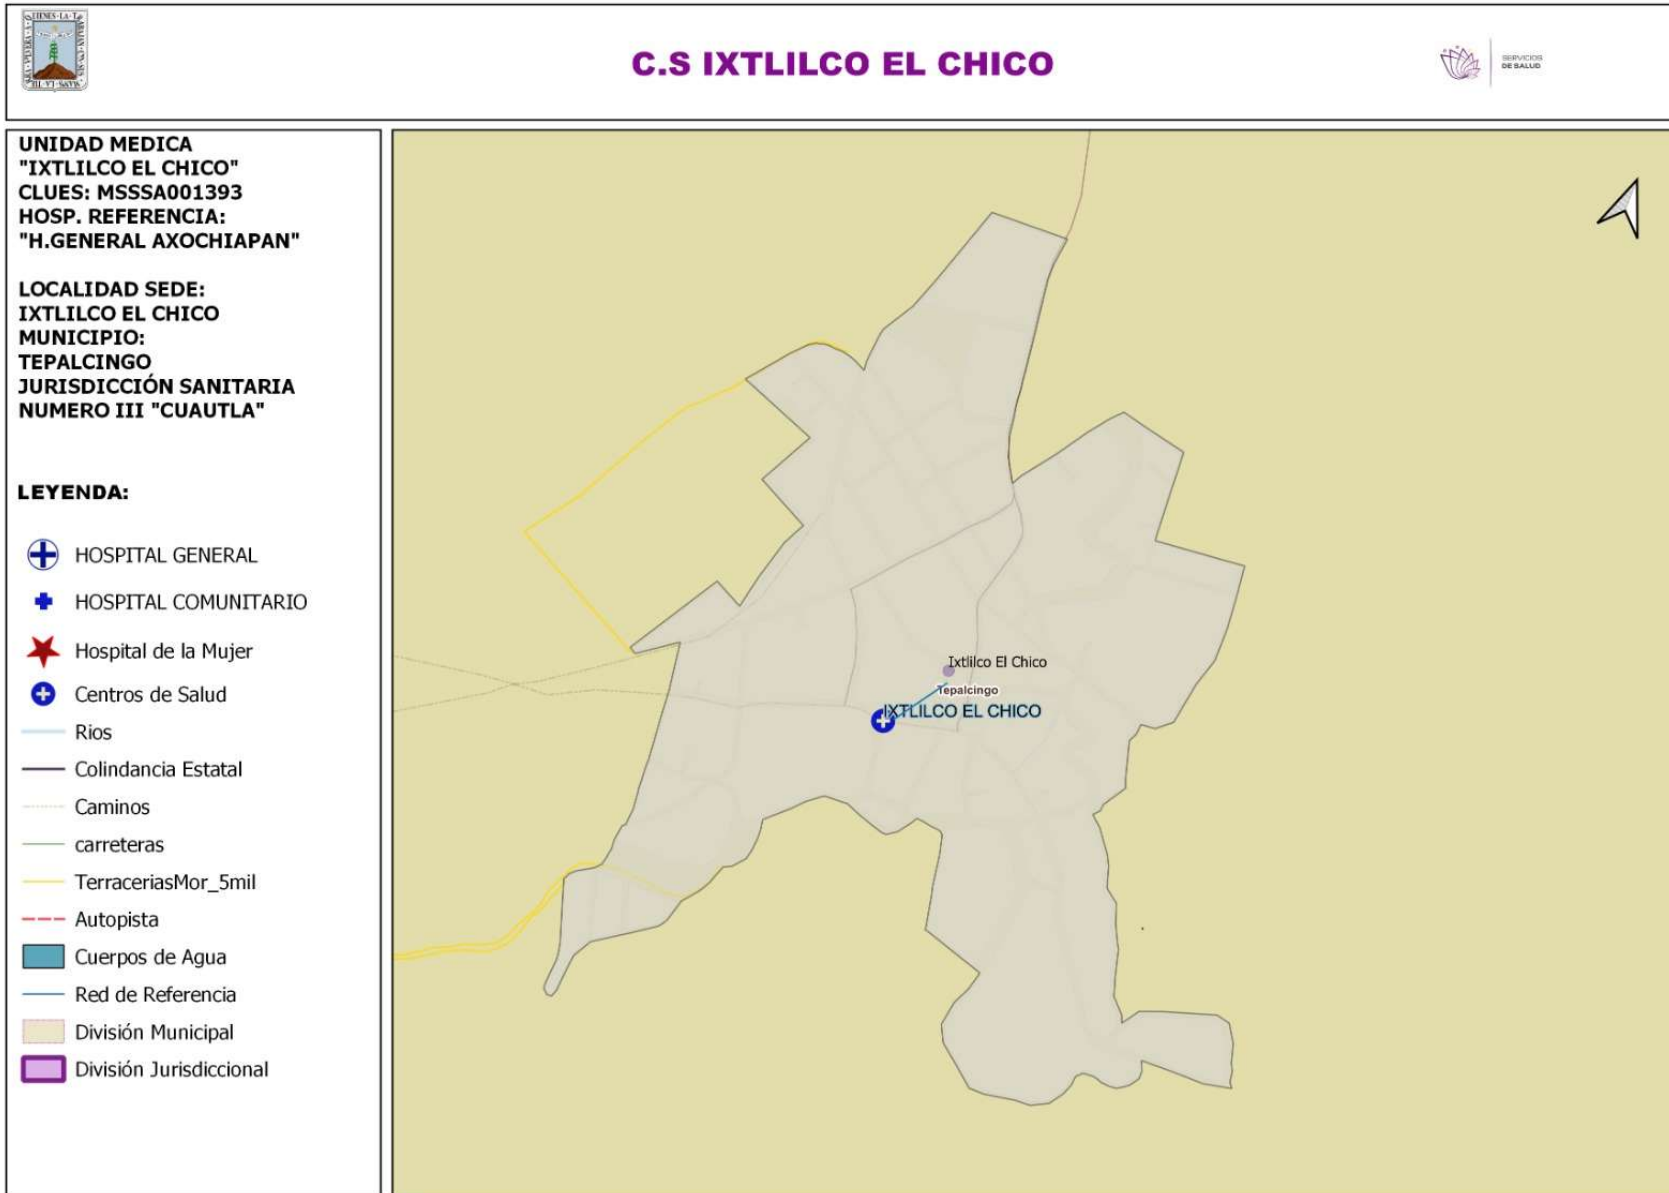 C.S IXTLILCO EL CHICO
SERVICIOS
DE SALUD
UNIDAD MEDICA
"IXTLILCO EL CHICO"
CLUES: MSSSA001393
HOSP. REFERENCIA:
"H.GENERAL AXOCHIAPAN"
LOCALIDAD SEDE:
IXTLILCO EL CHICO
MUNICIPIO:
TEPALCINGO
JURISDICCIÓN SANITARIA
NUMERO III "CUAUTLA"
LEYENDA:
HOSPITAL GENERAL
HOSPITAL COMUNITARIO
Hospital de la Mujer
Centros de Salud
Rios
Colindancia Estatal
Caminos
carreteras
TerraceriasMor_5mil
Autopista
Cuerpos de Agua
Red de Referencia
División Municipal
División Jurisdiccional
Ixtlilco El Chico
Tepalcingo
IXTLILCO EL CHICO